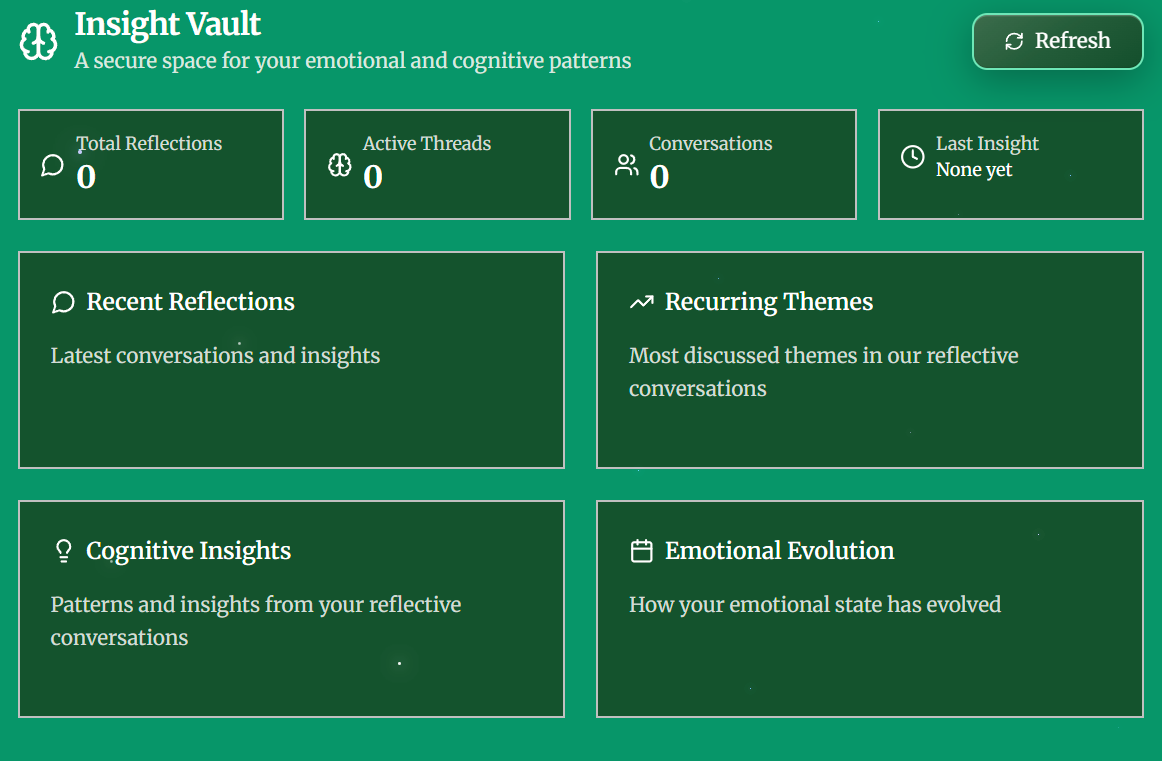 Insight Vault
A secure space for your emotional and cognitive patterns
Refresh
Total Reflections
0
Active Threads
0
Conversations
0
Last Insight
None yet
Recent Reflections
Latest conversations and insights
Recurring Themes
Most discussed themes in our reflective
conversations
Cognitive Insights
Patterns and insights from your reflective
conversations
Emotional Evolution
How your emotional state has evolved